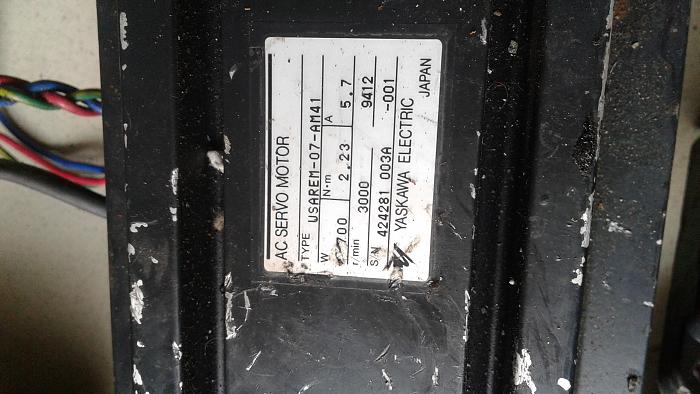 AC SERVO MOTOR
TYPE USAREM-07-AM41
W 700 N·m 2.23 A 5.7
r/min 3000 9412
S/N 424281 003A -001
YASKAWA ELECTRIC JAPAN